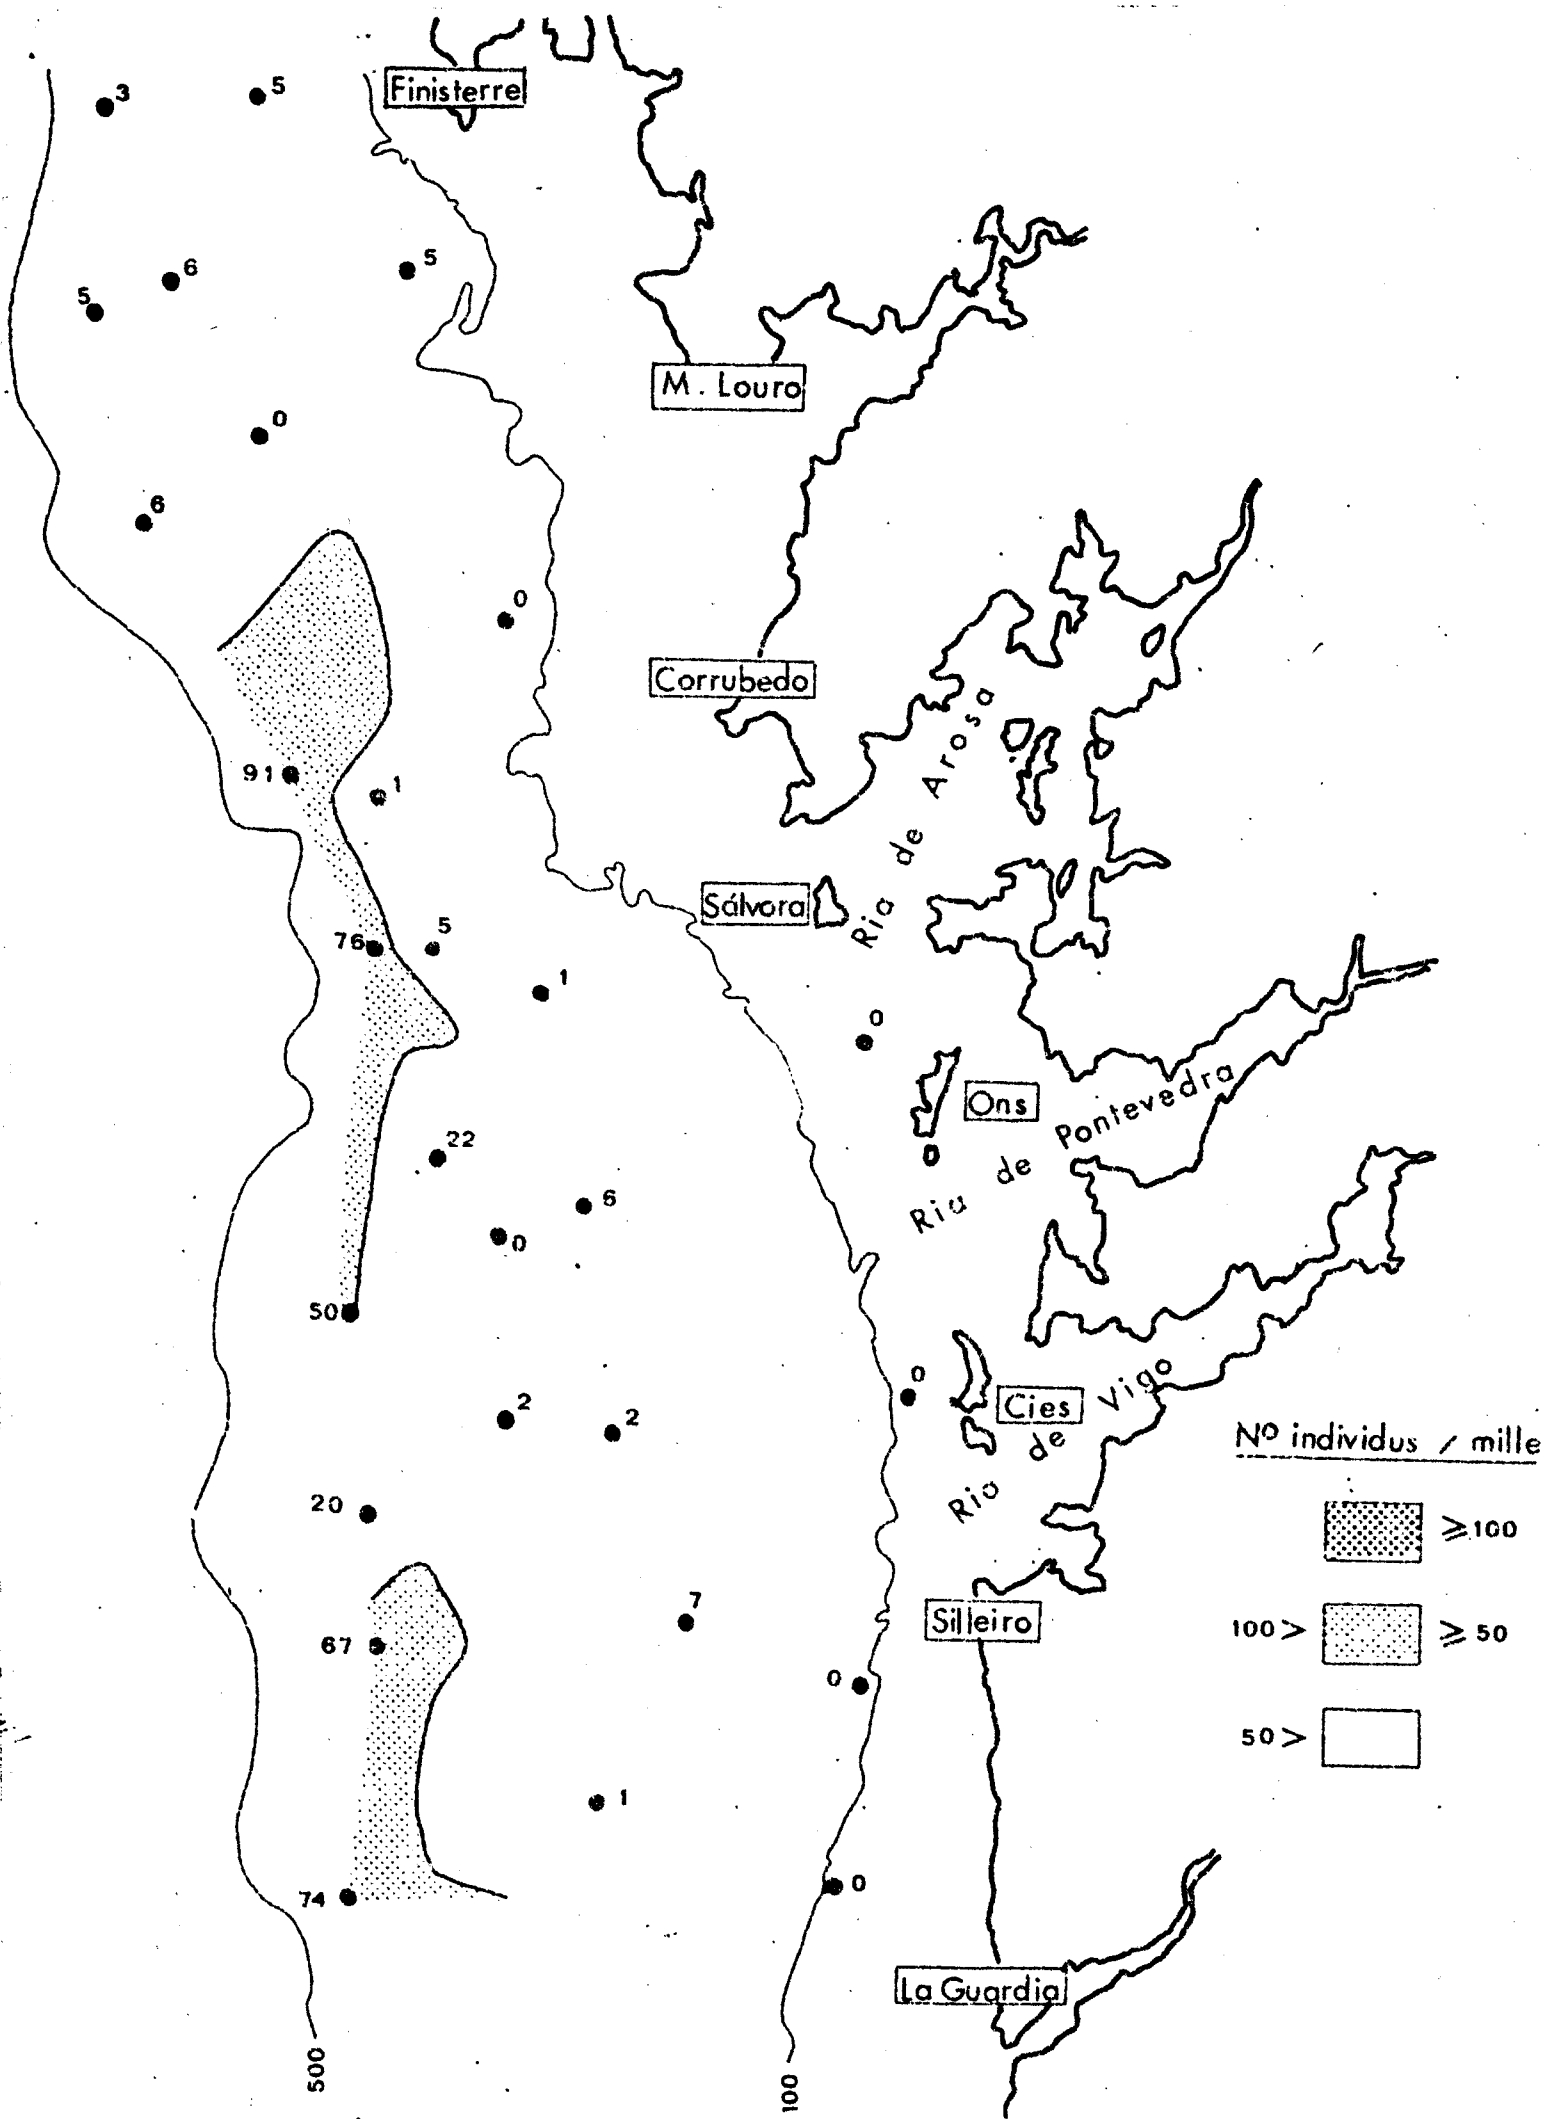 Finisterre
3
5
5
6
5
M. Louro
0
6
0
Corrubedo
Ria de Arosa
91
1
Sálvora
76
5
1
0
Ons
Ria de Pontevedra
22
6
0
50
0
Cies
Ria de Vigo
2
2
Nº individus / mille
20
≥100
7
Silleiro
100 >
≥ 50
67
0
50 >
1
74
0
La Guardia
500
100